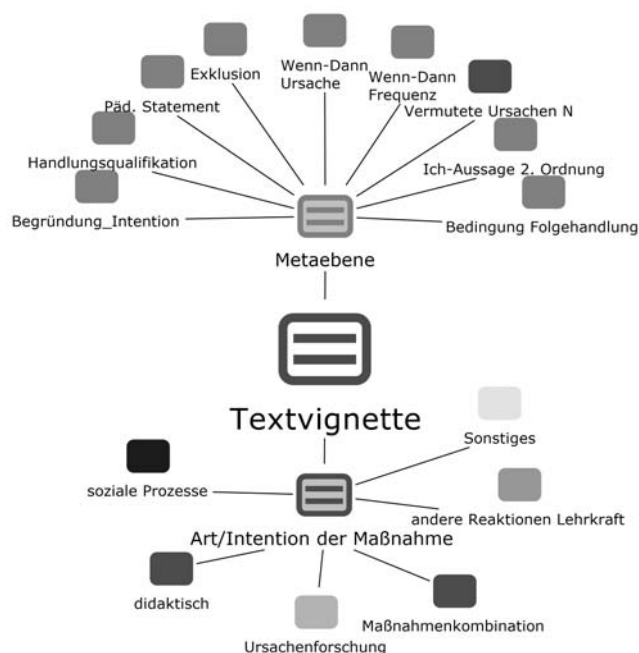 Exklusion
Wenn-Dann
Ursache
Wenn-Dann
Frequenz
Päd. Statement
Vermutete Ursachen N
Handlungsqualifikation
Ich-Aussage 2. Ordnung
Begründung_Intention
Bedingung Folgehandlung
Metaebene
Textvignette
Sonstiges
soziale Prozesse
andere Reaktionen Lehrkraft
Art/Intention der Maßnahme
didaktisch
Maßnahmenkombination
Ursachenforschung